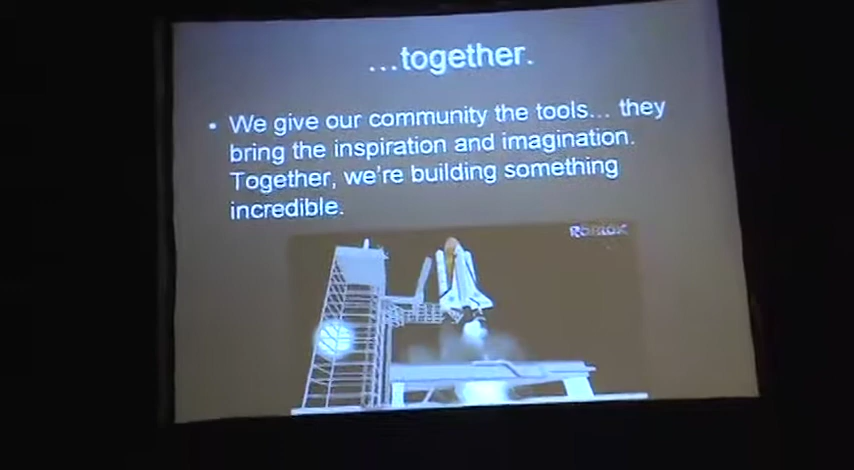 ...together.
• We give our community the tools... they
bring the inspiration and imagination.
Together, we're building something
incredible.
ROBLOX